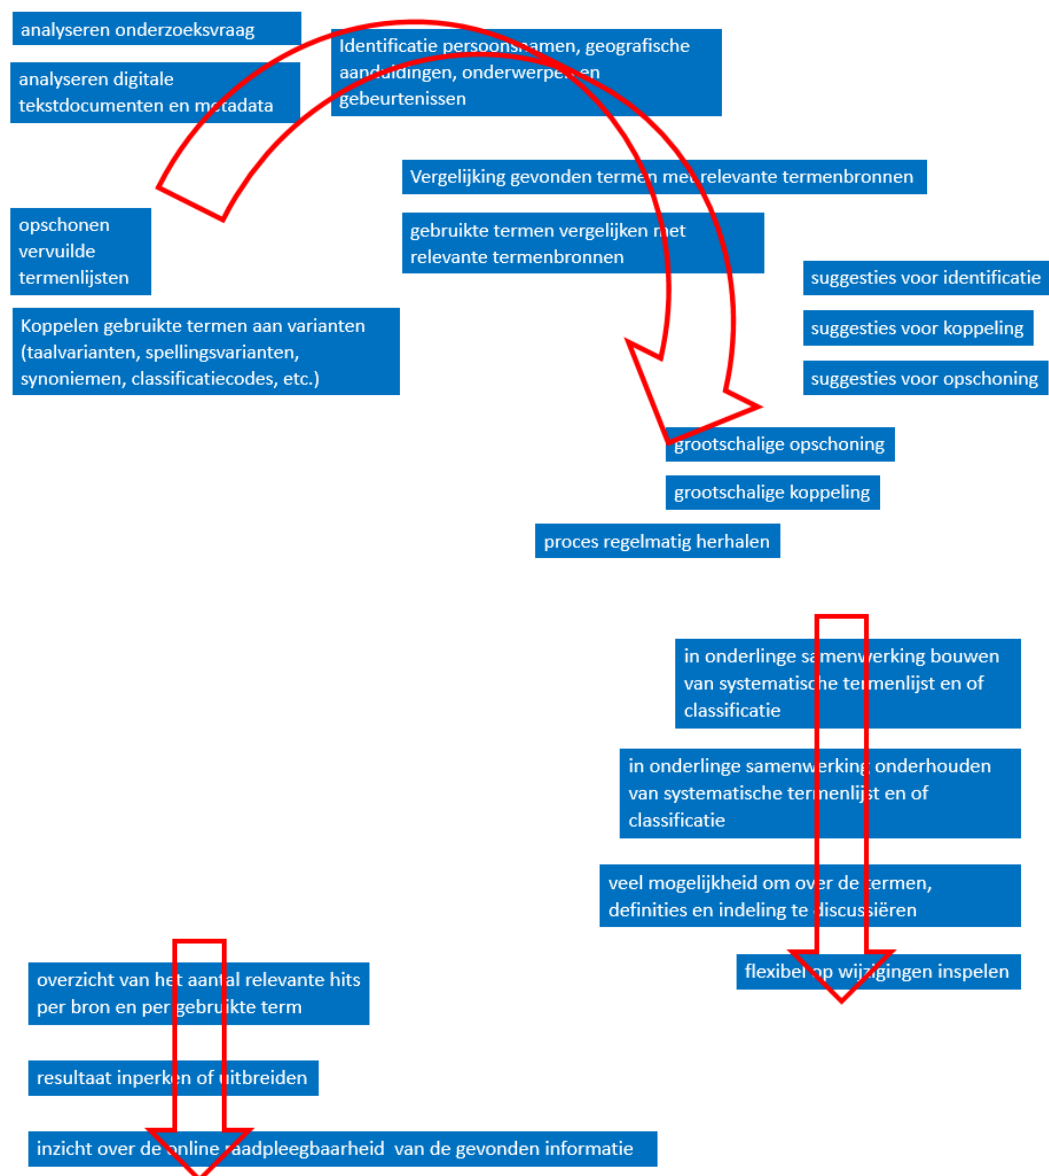 analyseren onderzoeksvraag
analyseren digitale
tekstdocumenten en metadata
Identificatie persoonsnamen, geografische
aanduidingen, onderwerpen en
gebeurtenissen
Vergelijking gevonden termen met relevante termenbronnen
gebruikte termen vergelijken met
relevante termenbronnen
opschonen
vervuilde
termenlijsten
Koppelen gebruikte termen aan varianten
(taalvarianten, spellingsvarianten,
synoniemen, classificatiecodes, etc.)
suggesties voor identificatie
suggesties voor koppeling
suggesties voor opschoning
grootschalige opschoning
grootschalige koppeling
proces regelmatig herhalen
in onderlinge samenwerking bouwen
van systematische termenlijst en of
classificatie
in onderlinge samenwerking onderhouden
van systematische termenlijst en of
classificatie
veel mogelijkheid om over de termen,
definities en indeling te discussiëren
flexibel op wijzigingen inspelen
overzicht van het aantal relevante hits
per bron en per gebruikte term
resultaat inperken of uitbreiden
inzicht over de online raadpleegbaarheid van de gevonden informatie